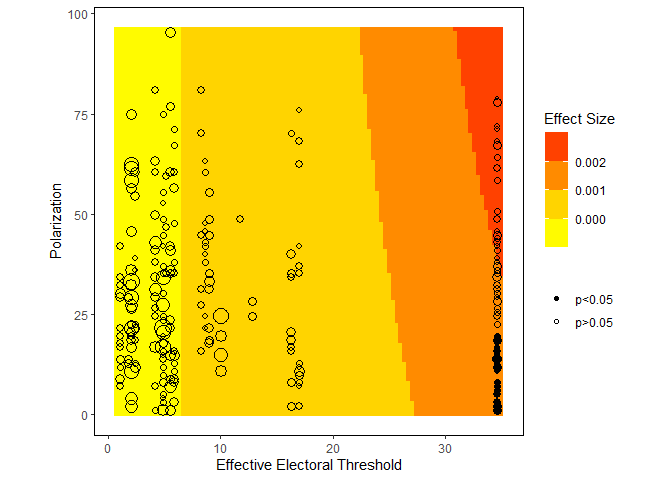 100
75
50
25
0
Polarization
0 10 20 30
Effective Electoral Threshold
Effect Size
0.002
0.001
0.000
p<0.05
p>0.05